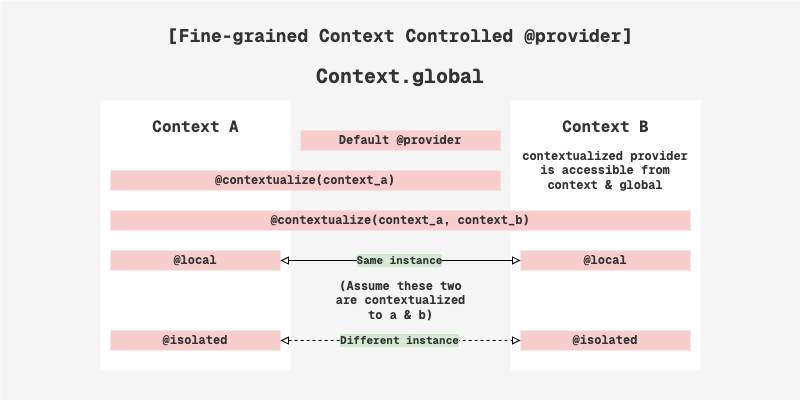 [Fine-grained Context Controlled @provider]
Context.global
Context A
Context B
Default @provider
contextualized provider
is accessible from
context & global
@contextualize(context_a)
@contextualize(context_a, context_b)
@local
Same instance
@local
(Assume these two
are contextualized
to a & b)
@isolated
Different instance
@isolated